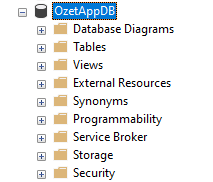 OzetAppDB
Database Diagrams
Tables
Views
External Resources
Synonyms
Programmability
Service Broker
Storage
Security